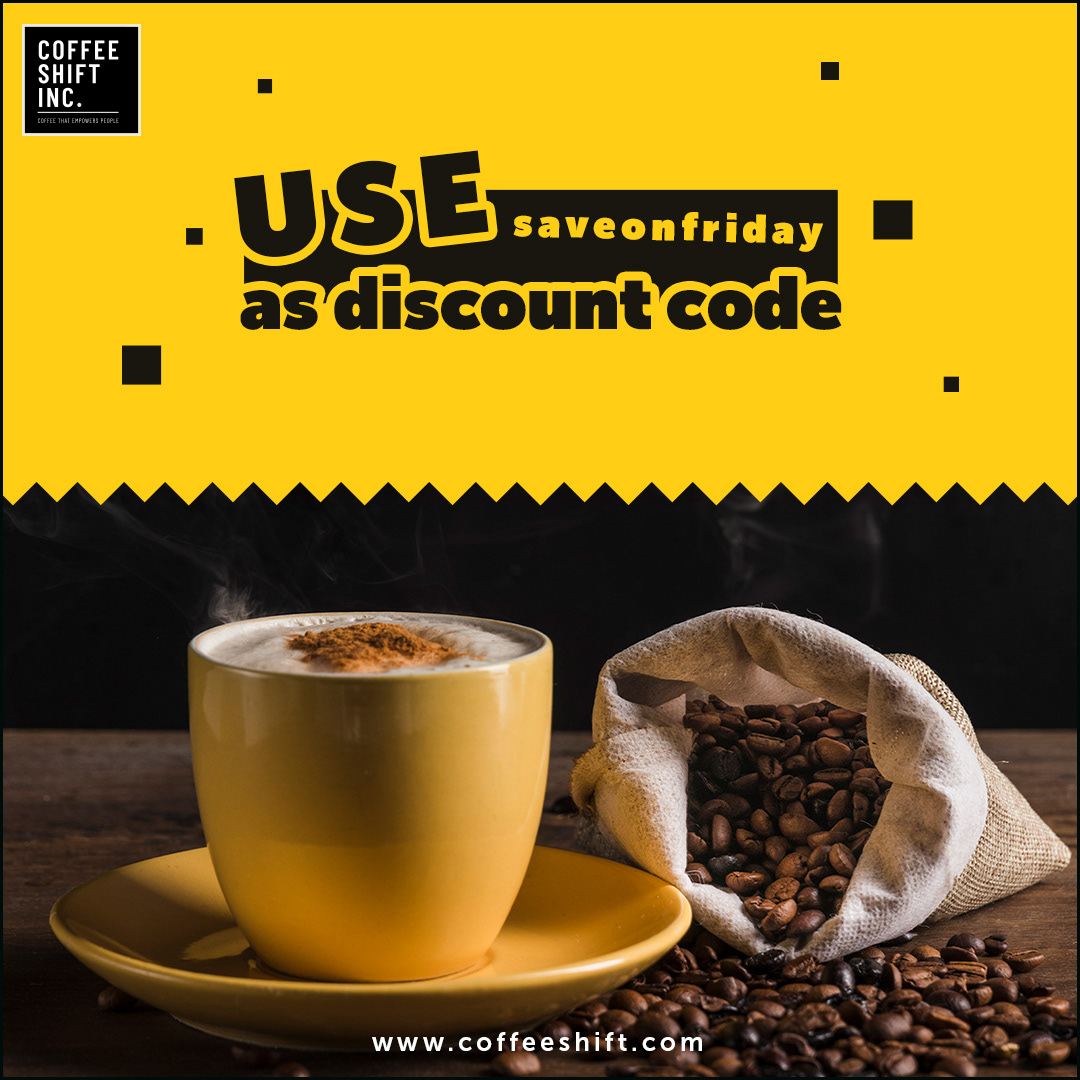 COFFEE
SHIFT
INC.
COFFEE THAT EMPOWERS PEOPLE
USE saveonfriday
as discount code
www.coffeeshift.com